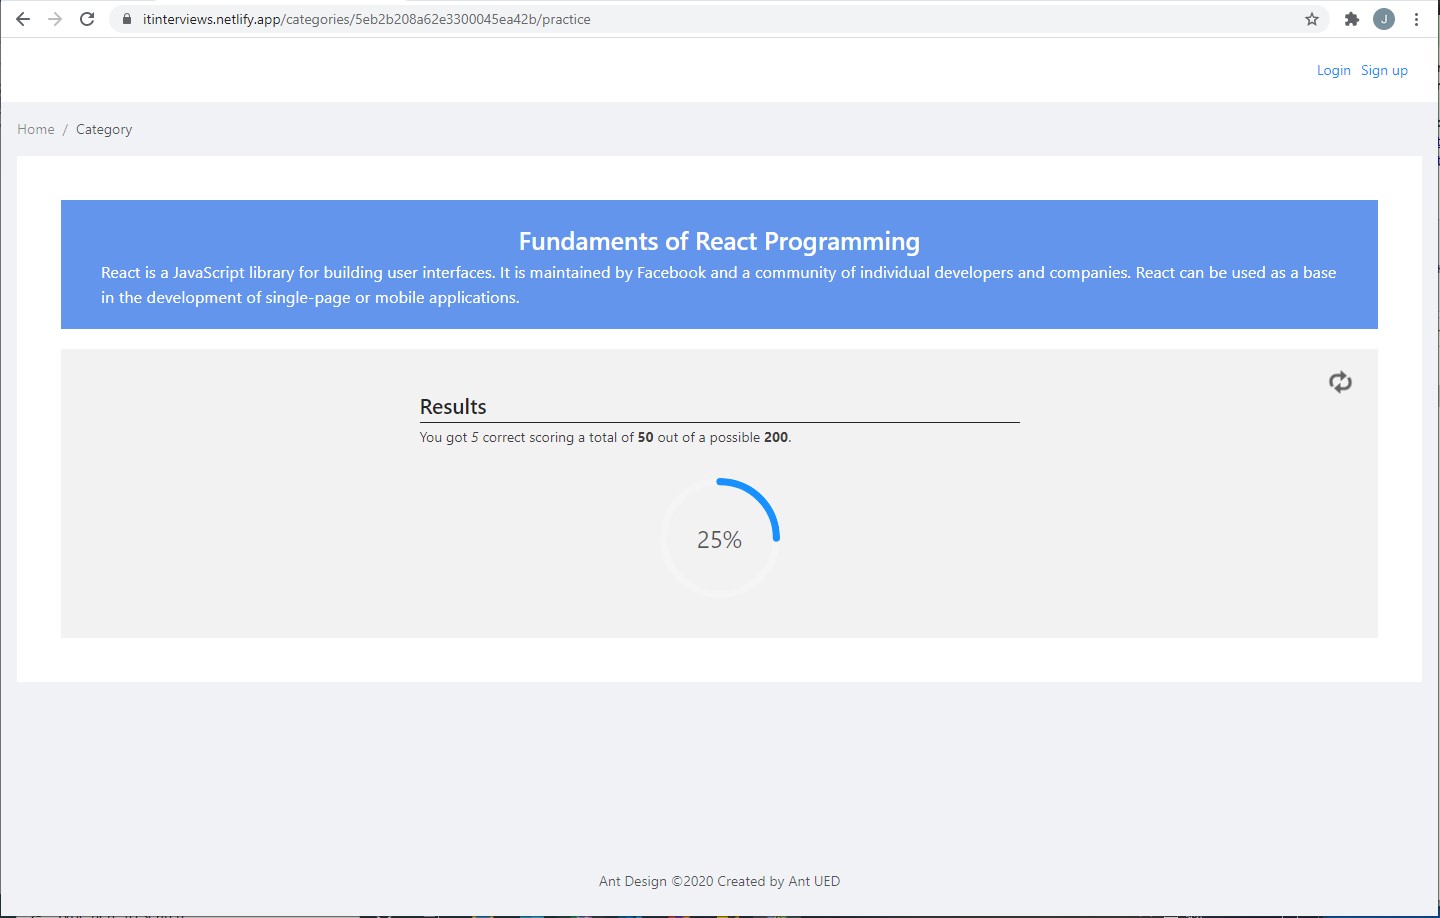 itinterviews.netlify.app/categories/5eb2b208a62e3300045ea42b/practice
J
Login Sign up
Home / Category
Fundaments of React Programming
React is a JavaScript library for building user interfaces. It is maintained by Facebook and a community of individual developers and companies. React can be used as a base
in the development of single-page or mobile applications.
Results
You got 5 correct scoring a total of 50 out of a possible 200.
25%
Ant Design ©2020 Created by Ant UED